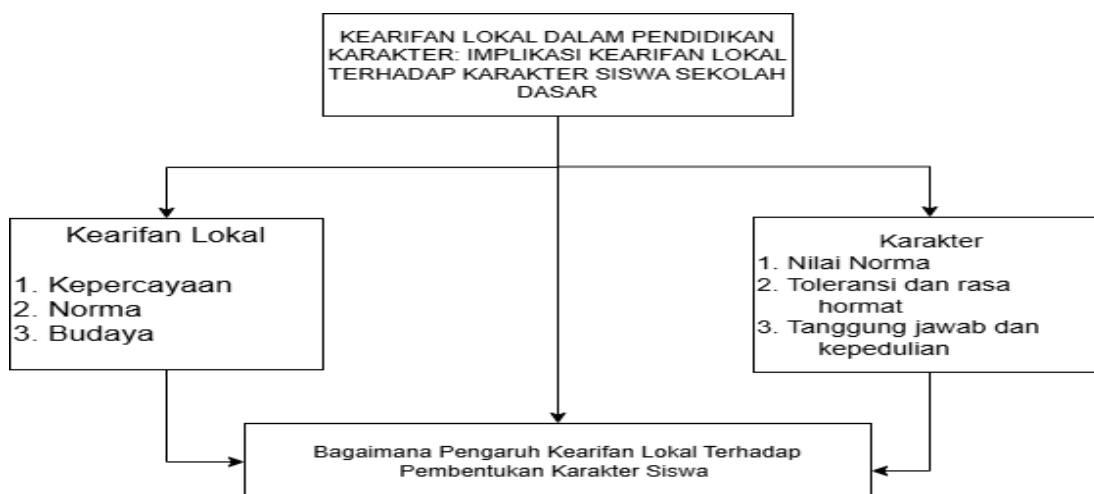 KEARIFAN LOKAL DALAM PENDIDIKAN
KARAKTER: IMPLIKASI KEARIFAN LOKAL
TERHADAP KARAKTER SISWA SEKOLAH
DASAR
Kearifan Lokal
1. Kepercayaan
2. Norma
3. Budaya
Karakter
1. Nilai Norma
2. Toleransi dan rasa
hormat
3. Tanggung jawab dan
kepedulian
Bagaimana Pengaruh Kearifan Lokal Terhadap
Pembentukan Karakter Siswa